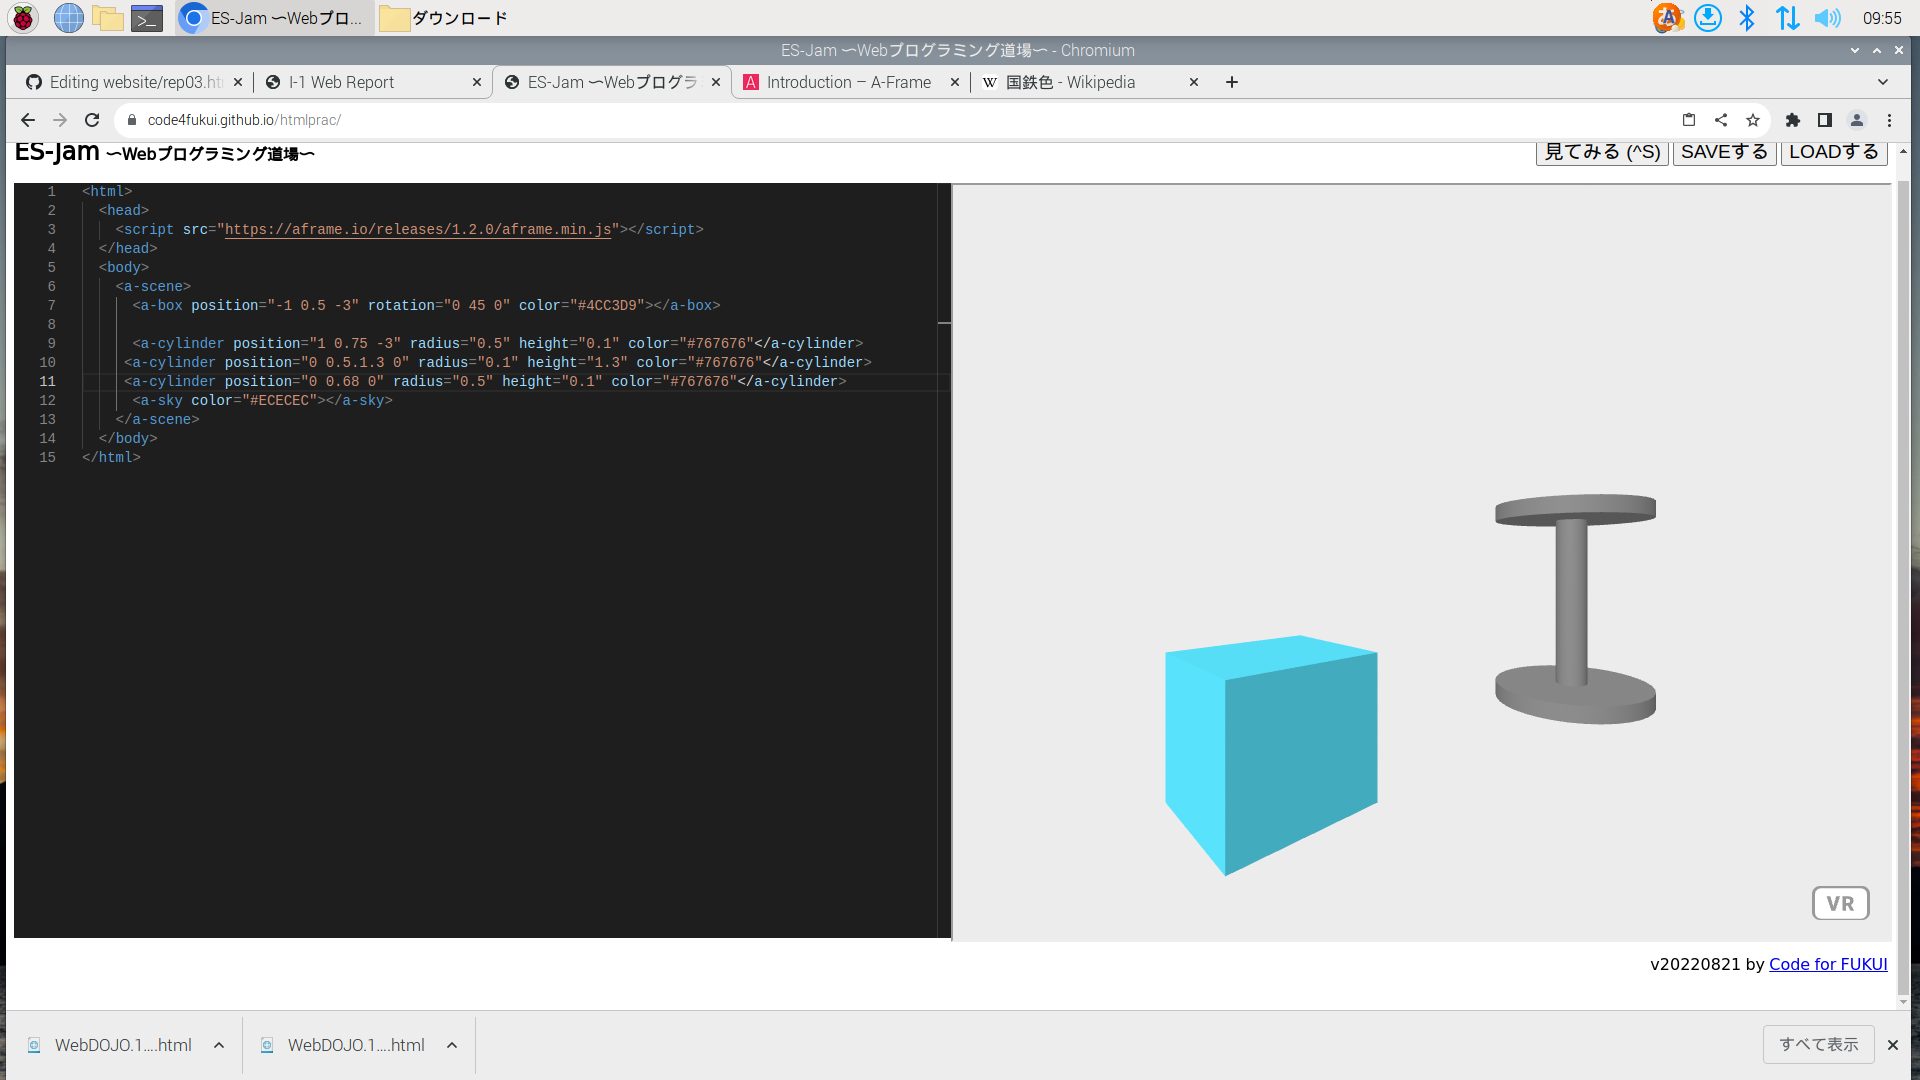 ES-Jam ～Webプロ...
ダウンロード
09:55
ES-Jam ～Webプログラミング道場～ - Chromium
Editing website/rep03.ht
I-1 Web Report
ES-Jam ～Webプログラ
Introduction – A-Frame
国鉄色 - Wikipedia
code4fukui.github.io/htmlprac/
ES-Jam ～Webプログラミング道場～
見てみる (^S)
SAVEする
LOADする
1 <html>
2 <head>
3 <script src="https://aframe.io/releases/1.2.0/aframe.min.js"></script>
4 </head>
5 <body>
6 <a-scene>
7 <a-box position="-1 0.5 -3" rotation="0 45 0" color="#4CC3D9"></a-box>
8
9 <a-cylinder position="1 0.75 -3" radius="0.5" height="0.1" color="#767676"</a-cylinder>
10 <a-cylinder position="0 0.5.1.3 0" radius="0.1" height="1.3" color="#767676"</a-cylinder>
11 <a-cylinder position="0 0.68 0" radius="0.5" height="0.1" color="#767676"</a-cylinder>
12 <a-sky color="#ECECEC"></a-sky>
13 </a-scene>
14 </body>
15 </html>
VR
v20220821 by Code for FUKUI
WebDOJO.1....html
WebDOJO.1....html
すべて表示